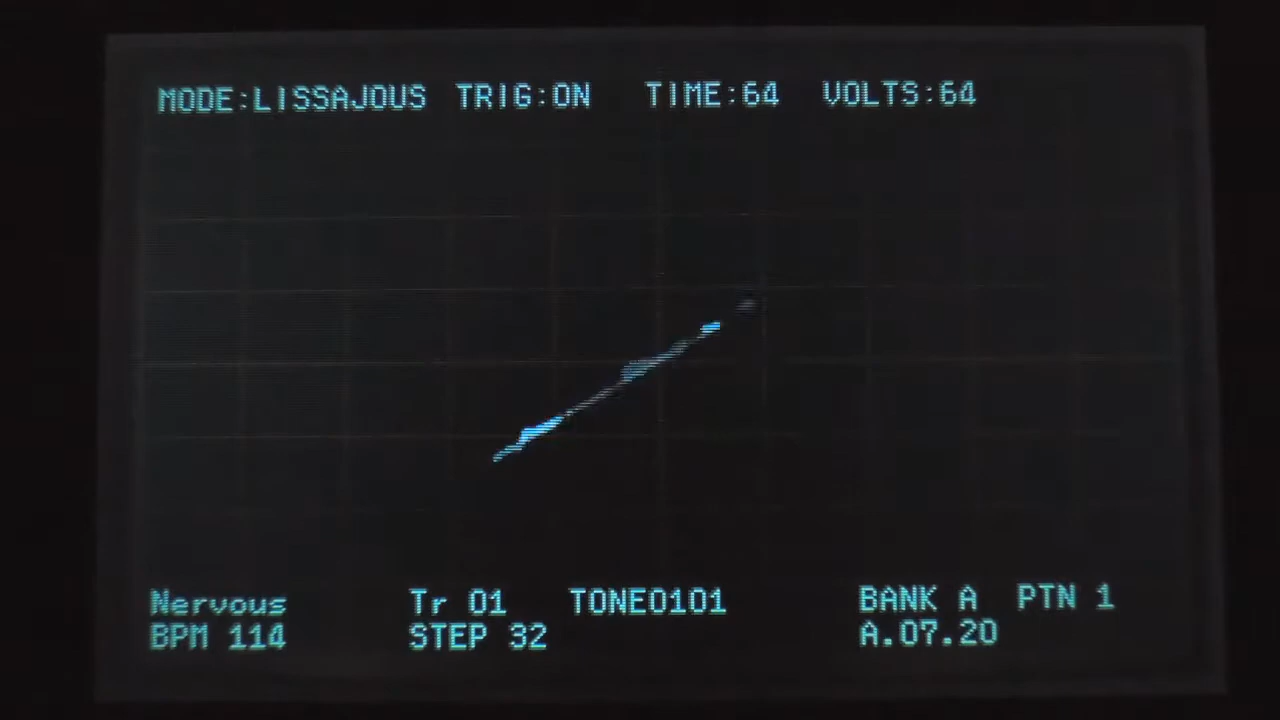 MODE:LISSAJOUS TRIG:ON TIME:64 VOLTS:64
Nervous Tr 01 TONE0101 BANK A PTN 1
BPM 114 STEP 32 A.07.20